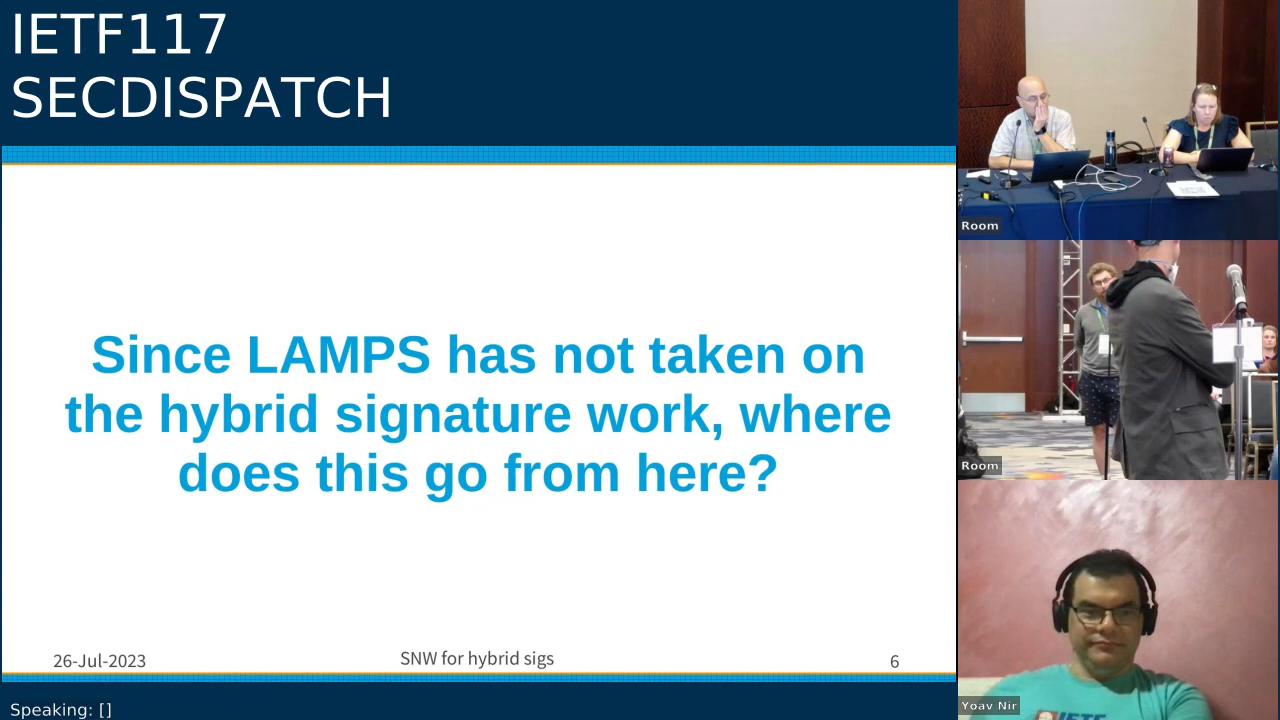 IETF117
SECDISPATCH
Since LAMPS has not taken on
the hybrid signature work, where
does this go from here?
26-Jul-2023
SNW for hybrid sigs
6
Speaking: []
Room
Room
Yoav Nir
IETF